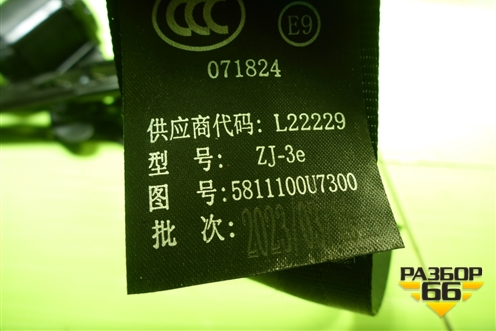 CCC
E9
071824
供应商代码: L22229
型 号: ZJ-3e
图 号:5811100U7300
批 次:
РАЗБОР
66